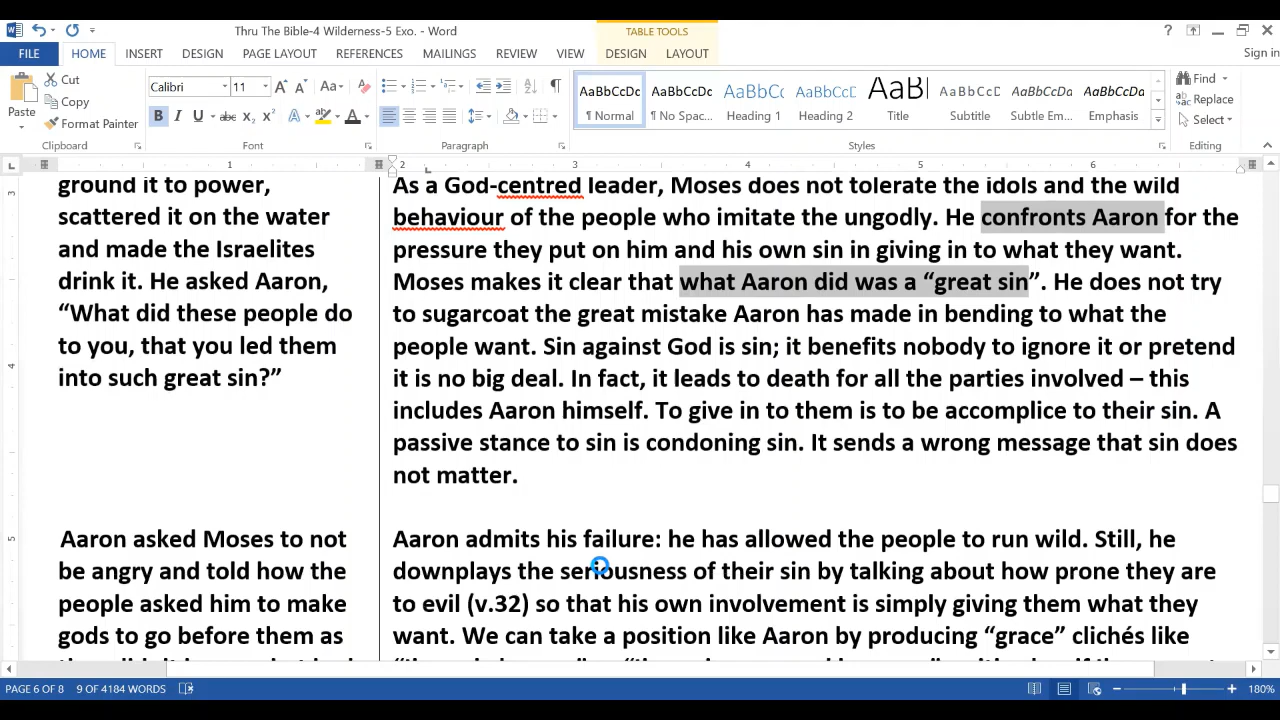 Thru The Bible-4 Wilderness-5 Exo. - Word
TABLE TOOLS
?
FILE
HOME
INSERT
DESIGN
PAGE LAYOUT
REFERENCES
MAILINGS
REVIEW
VIEW
DESIGN
LAYOUT
Sign in
Paste
Cut
Copy
Format Painter
Clipboard
Calibri
11
Font
Paragraph
AaBbCcDc
¶ Normal
AaBbCcDc
¶ No Spac...
AaBbCc
Heading 1
AaBbCcD
Heading 2
AaBl
Title
AaBbCcD
Subtitle
AaBbCcDa
Subtle Em...
AaBbCcDa
Emphasis
Styles
Find
Replace
Select
Editing
1 2 3 4 5 6
3
4
5
ground it to power,
scattered it on the water
and made the Israelites
drink it. He asked Aaron,
“What did these people do
to you, that you led them
into such great sin?”
As a God-centred leader, Moses does not tolerate the idols and the wild
behaviour of the people who imitate the ungodly. He confronts Aaron for the
pressure they put on him and his own sin in giving in to what they want.
Moses makes it clear that what Aaron did was a “great sin”. He does not try
to sugarcoat the great mistake Aaron has made in bending to what the
people want. Sin against God is sin; it benefits nobody to ignore it or pretend
it is no big deal. In fact, it leads to death for all the parties involved – this
includes Aaron himself. To give in to them is to be accomplice to their sin. A
passive stance to sin is condoning sin. It sends a wrong message that sin does
not matter.
Aaron asked Moses to not
be angry and told how the
people asked him to make
gods to go before them as
Aaron admits his failure: he has allowed the people to run wild. Still, he
downplays the seriousness of their sin by talking about how prone they are
to evil (v.32) so that his own involvement is simply giving them what they
want. We can take a position like Aaron by producing “grace” clichés like
PAGE 6 OF 8
9 OF 4184 WORDS
180%